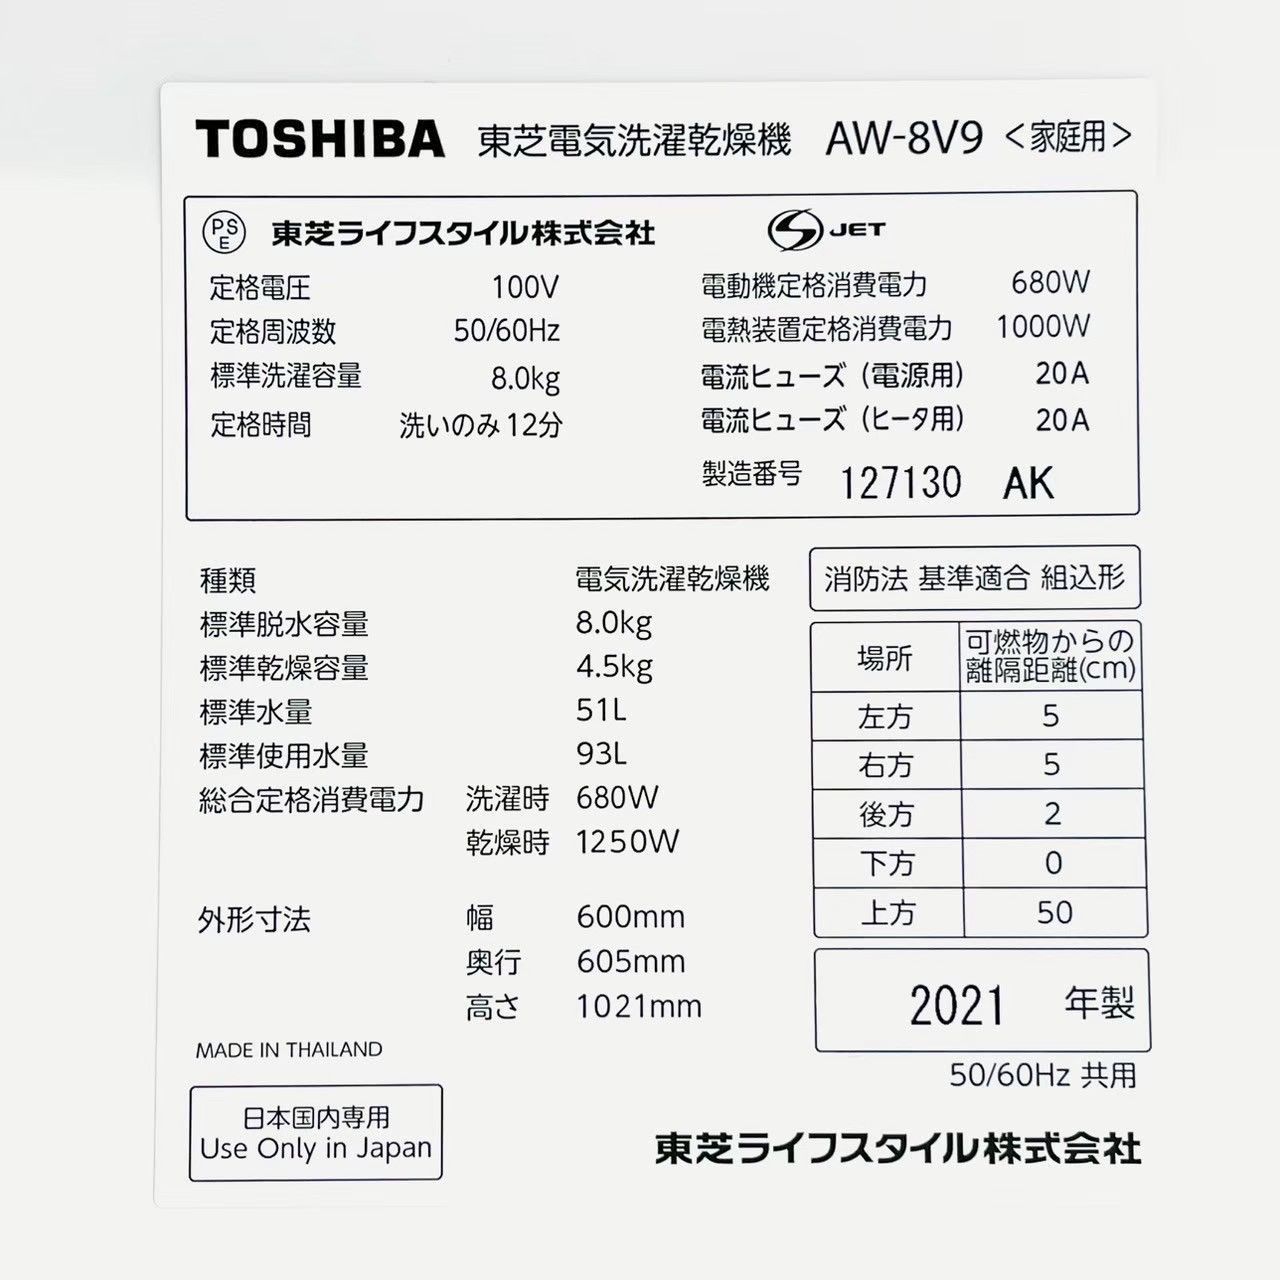 TOSHIBA 東芝電気洗濯乾燥機 AW-8V9 <家庭用>
PSE 東芝ライフスタイル株式会社 S JET
定格電圧 100V 電動機定格消費電力 680W
定格周波数 50/60Hz 電熱装置定格消費電力 1000W
標準洗濯容量 8.0kg 電流ヒューズ (電源用) 20A
定格時間 洗いのみ12分 電流ヒューズ (ヒータ用) 20A
製造番号 127130 AK
種類 電気洗濯乾燥機
標準脱水容量 8.0kg
標準乾燥容量 4.5kg
標準水量 51L
標準使用水量 93L
総合定格消費電力 洗濯時 680W
乾燥時 1250W
外形寸法 幅 600mm
奥行 605mm
高さ 1021mm
消防法 基準適合 組込形
場所 可燃物からの
離隔距離(cm)
左方 5
右方 5
後方 2
下方 0
上方 50
2021 年製
50/60Hz 共用
MADE IN THAILAND
日本国内専用
Use Only in Japan
東芝ライフスタイル株式会社